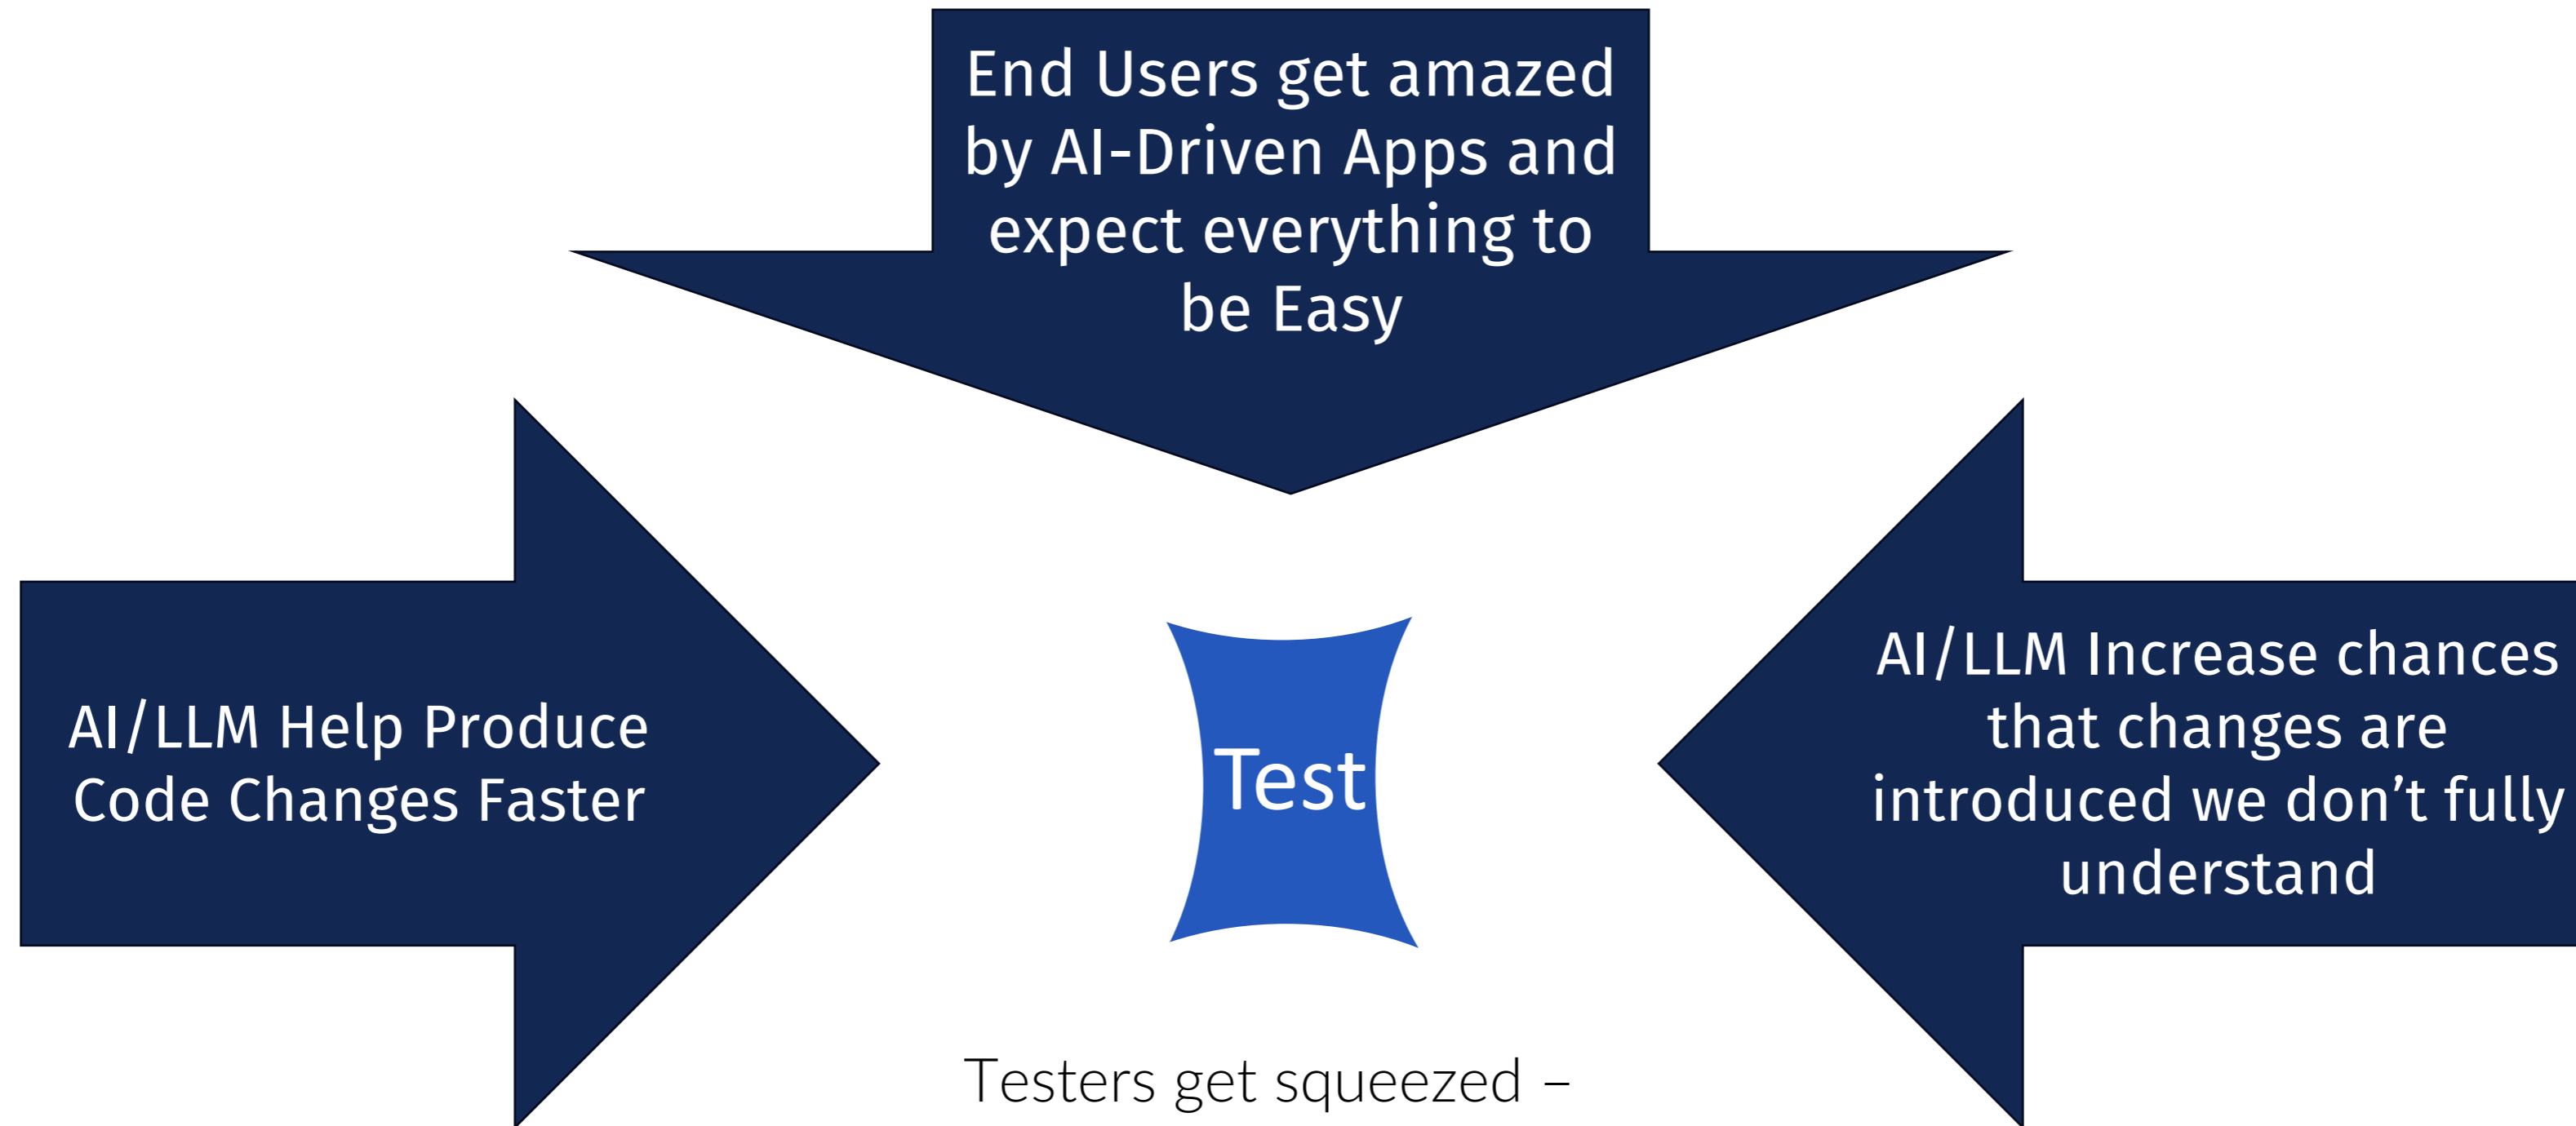 End Users get amazed
by AI-Driven Apps and
expect everything to
be Easy
AI/LLM Help Produce
Code Changes Faster
Test
AI/LLM Increase chances
that changes are
introduced we don’t fully
understand
Testers get squeezed –